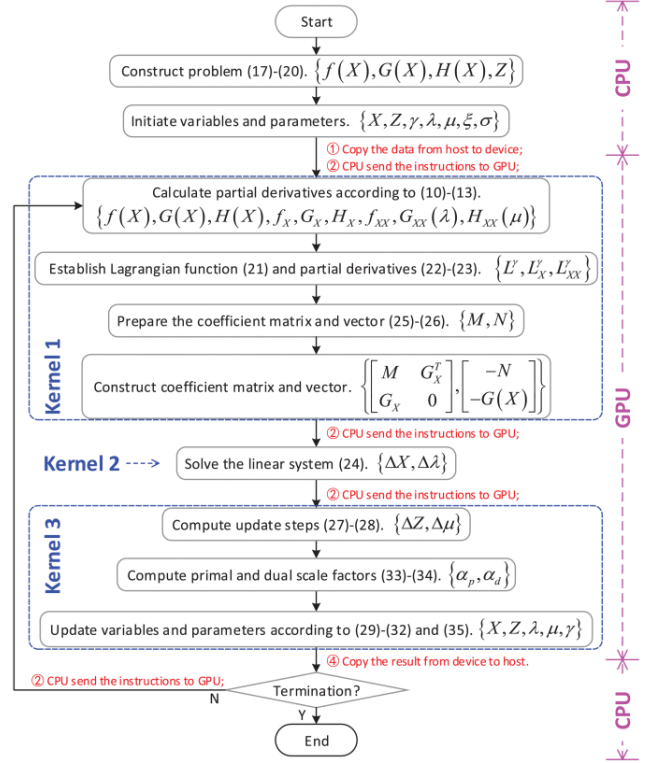 Start
Construct problem (17)-(20). {f(X),G(X),H(X),Z}
Initiate variables and parameters. {X,Z,γ,λ,μ,ξ,σ}
① Copy the data from host to device;
② CPU send the instructions to GPU;
CPU
Calculate partial derivatives according to (10)-(13).
{f(X),G(X),H(X),f_X,G_X,H_X,f_XX,G_XX(λ),H_XX(μ)}
Establish Lagrangian function (21) and partial derivatives (22)-(23). {L^γ,L^γ_X,L^γ_XX}
Prepare the coefficient matrix and vector (25)-(26). {M,N}
Construct coefficient matrix and vector. {[M G_X^T; G_X 0],[-N; -G(X)]}
Kernel 1
② CPU send the instructions to GPU;
GPU
Kernel 2
Solve the linear system (24). {ΔX,Δλ}
② CPU send the instructions to GPU;
Kernel 3
Compute update steps (27)-(28). {ΔZ,Δμ}
Compute primal and dual scale factors (33)-(34). {α_p,α_d}
Update variables and parameters according to (29)-(32) and (35). {X,Z,λ,μ,γ}
④ Copy the result from device to host.
② CPU send the instructions to GPU;
N
Termination?
Y
End
CPU